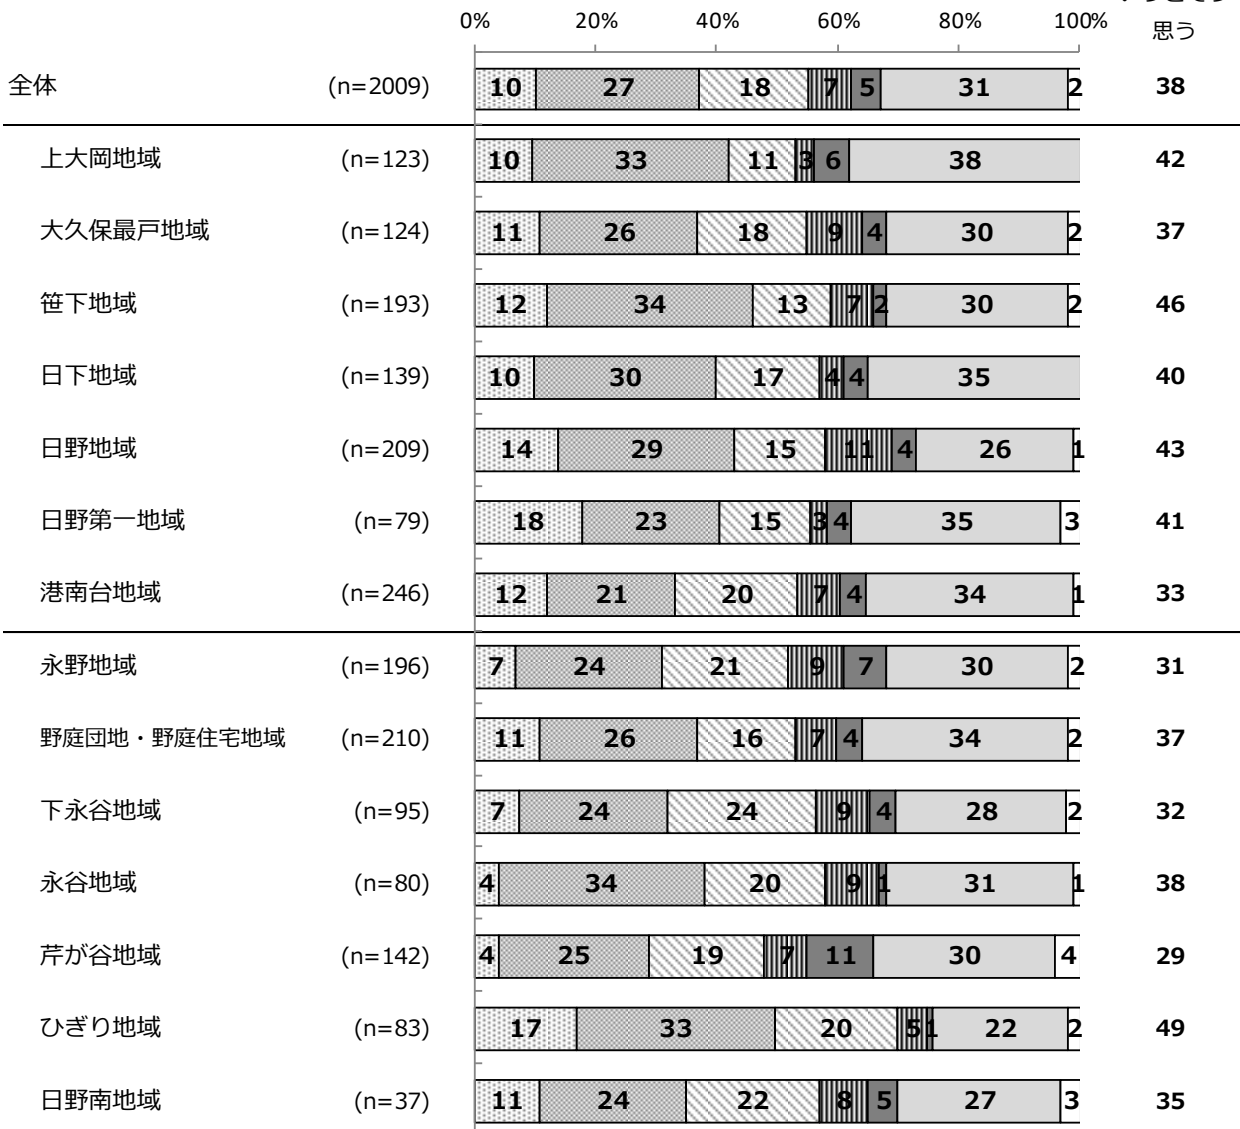 0% 20% 40% 60% 80% 100%
思う
全体 (n=2009) 10 27 18 7 5 31 2 38
上大岡地域 (n=123) 10 33 11 3 6 38 42
大久保最戸地域 (n=124) 11 26 18 9 4 30 2 37
笹下地域 (n=193) 12 34 13 7 2 30 2 46
日下地域 (n=139) 10 30 17 4 4 35 40
日野地域 (n=209) 14 29 15 11 4 26 1 43
日野第一地域 (n=79) 18 23 15 3 4 35 3 41
港南台地域 (n=246) 12 21 20 7 4 34 1 33
永野地域 (n=196) 7 24 21 9 7 30 2 31
野庭団地・野庭住宅地域 (n=210) 11 26 16 7 4 34 2 37
下永谷地域 (n=95) 7 24 24 9 4 28 2 32
永谷地域 (n=80) 4 34 20 9 1 31 1 38
芹が谷地域 (n=142) 4 25 19 7 11 30 4 29
ひぎり地域 (n=83) 17 33 20 5 1 22 2 49
日野南地域 (n=37) 11 24 22 8 5 27 3 35